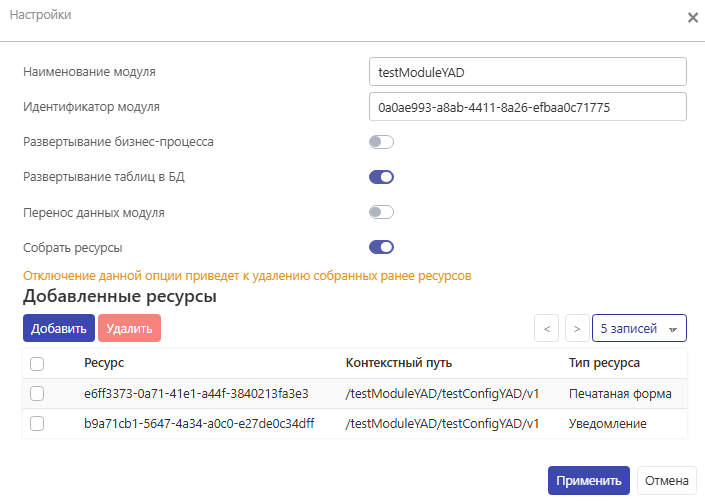 Настройки
Наименование модуля testModuleYAD
Идентификатор модуля 0a0ae993-a8ab-4411-8a26-efbaa0c71775
Развертывание бизнес-процесса
Развертывание таблиц в БД
Перенос данных модуля
Собрать ресурсы
Отключение данной опции приведет к удалению собранных ранее ресурсов
Добавленные ресурсы
Добавить Удалить < > 5 записей
Ресурс Контекстный путь Тип ресурса
e6ff3373-0a71-41e1-a44f-3840213fa3e3 /testModuleYAD/testConfigYAD/v1 Печатаная форма
b9a71cb1-5647-4a34-a0c0-e27de0c34dff /testModuleYAD/testConfigYAD/v1 Уведомление
Применить Отмена